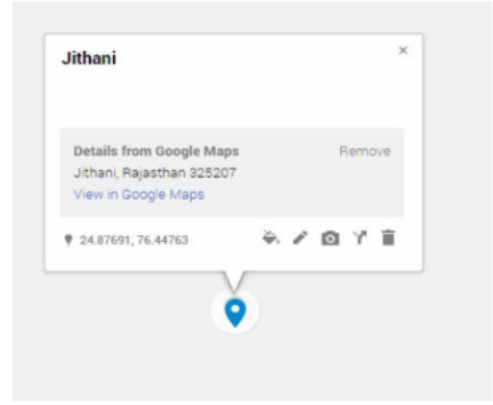 Jithani
×
Details from Google Maps Remove
Jithani, Rajasthan 325207
View in Google Maps
24.87691, 76.44763